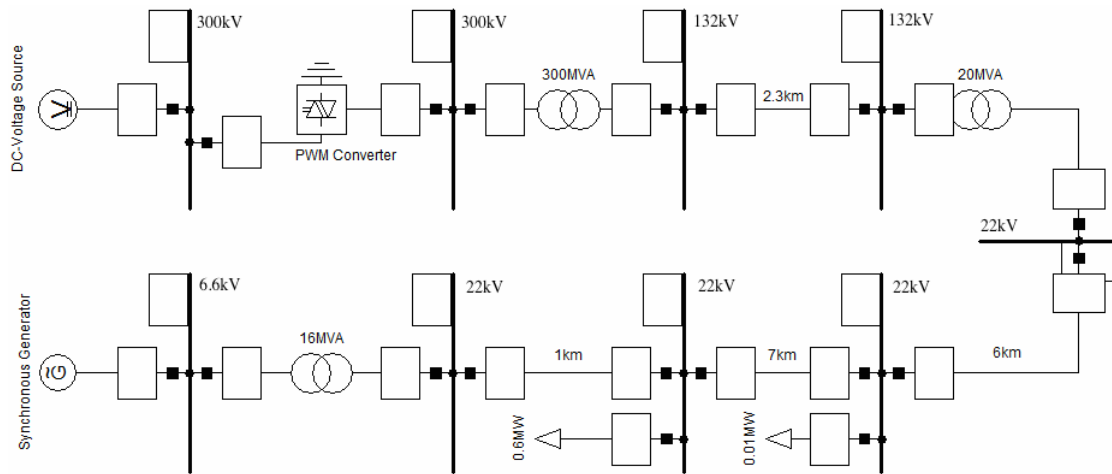 DC-Voltage Source
300kV
300kV
132kV
132kV
300MVA
20MVA
2.3km
PWM Converter
22kV
Synchronous Generator
6.6kV
22kV
22kV
22kV
16MVA
1km
7km
6km
0.6MW
0.01MW
V
G